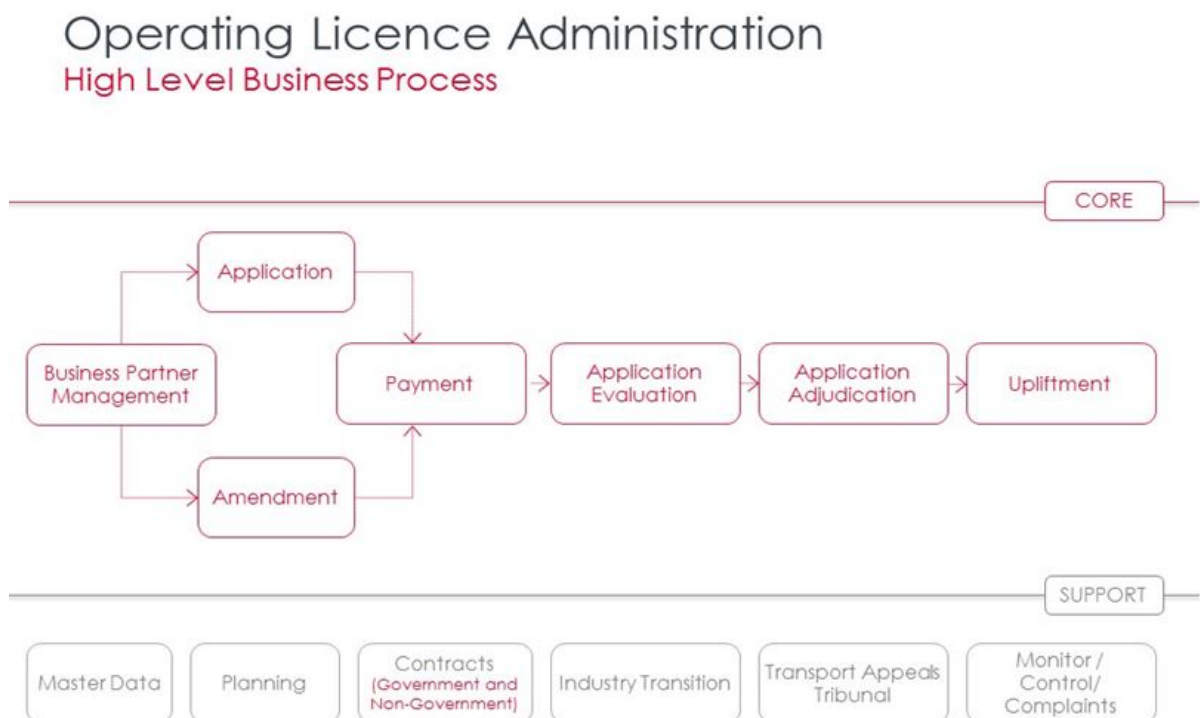 Operating Licence Administration
High Level Business Process
CORE
Application
Business Partner
Management
Payment
Application
Evaluation
Application
Adjudication
Upliftment
Amendment
SUPPORT
Master Data
Planning
Contracts
(Government and
Non-Government)
Industry Transition
Transport Appeals
Tribunal
Monitor /
Control/
Complaints